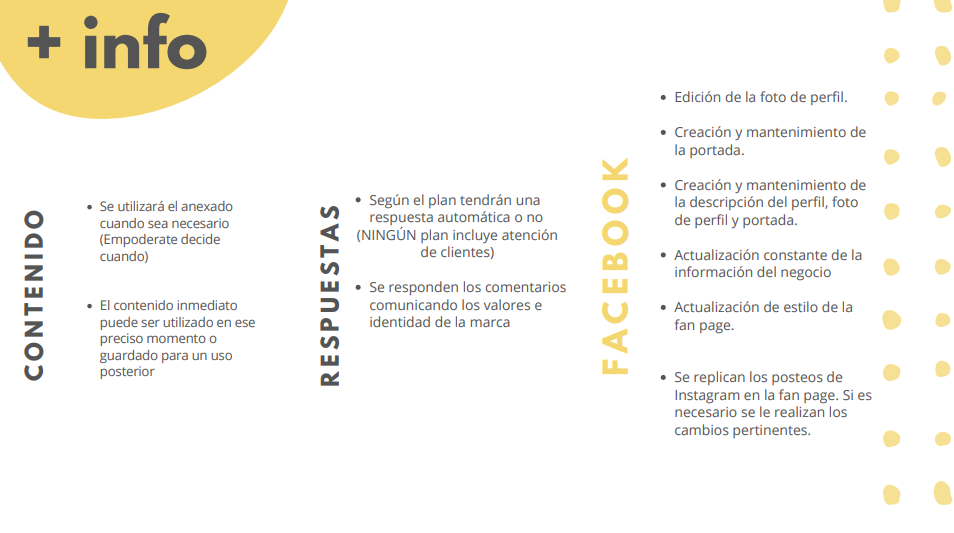 + info
CONTENIDO
• Se utilizará el anexado
cuando sea necesario
(Empoderate decide
cuando)
• El contenido inmediato
puede ser utilizado en ese
preciso momento o
guardado para un uso
posterior
RESPUESTAS
• Según el plan tendrán una
respuesta automática o no
(NINGÚN plan incluye atención
de clientes)
• Se responden los comentarios
comunicando los valores e
identidad de la marca
FACEBOOK
• Edición de la foto de perfil.
• Creación y mantenimiento de
la portada.
• Creación y mantenimiento de
la descripción del perfil, foto
de perfil y portada.
• Actualización constante de la
información del negocio
• Actualización de estilo de la
fan page.
• Se replican los posteos de
Instagram en la fan page. Si es
necesario se le realizan los
cambios pertinentes.